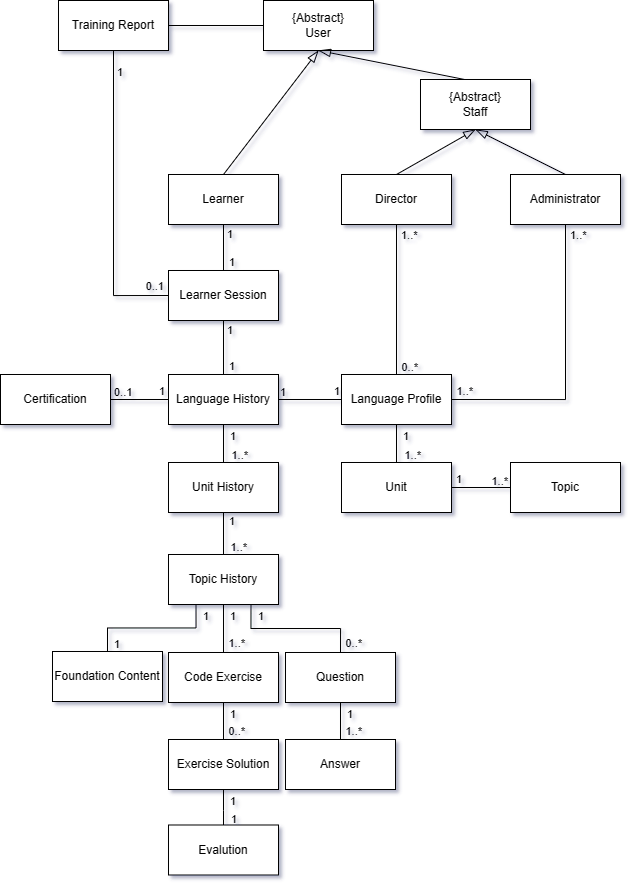 Training Report
{Abstract}
User
1
{Abstract}
Staff
Learner
Director
Administrator
1
1..*
1..*
1
0..1
Learner Session
1
1
0..*
Certification
0..1
1
Language History
1
1
Language Profile
1..*
1
1..*
1
1..*
Unit History
Unit
1
1..*
Topic
1
1..*
Topic History
1
1
1
1
1..*
0..*
Foundation Content
Code Exercise
Question
1
0..*
1
1..*
Exercise Solution
Answer
1
1
Evalution